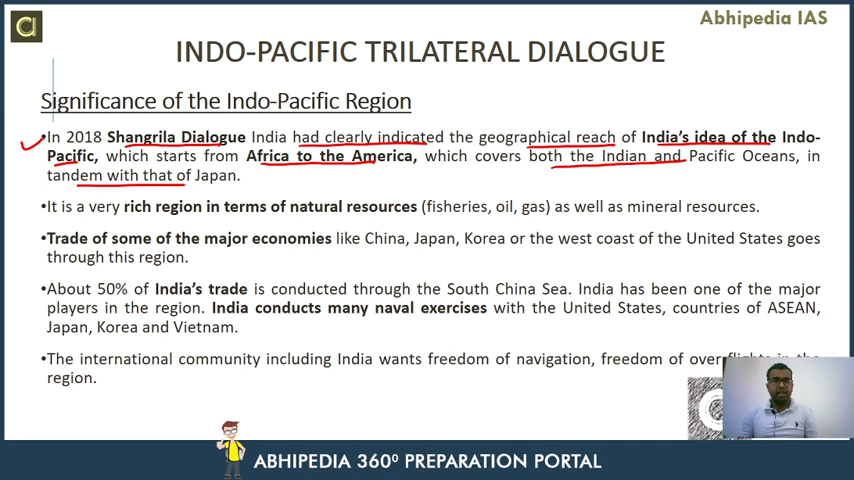 Abhipedia IAS
INDO-PACIFIC TRILATERAL DIALOGUE
Significance of the Indo-Pacific Region
•In 2018 Shangrila Dialogue India had clearly indicated the geographical reach of India's idea of the Indo-
Pacific, which starts from Africa to the America, which covers both the Indian and Pacific Oceans, in
tandem with that of Japan.
•It is a very rich region in terms of natural resources (fisheries, oil, gas) as well as mineral resources.
•Trade of some of the major economies like China, Japan, Korea or the west coast of the United States goes
through this region.
•About 50% of India's trade is conducted through the South China Sea. India has been one of the major
players in the region. India conducts many naval exercises with the United States, countries of ASEAN,
Japan, Korea and Vietnam.
•The international community including India wants freedom of navigation, freedom of over flights in the
region.
ABHIPEDIA 360⁰ PREPARATION PORTAL